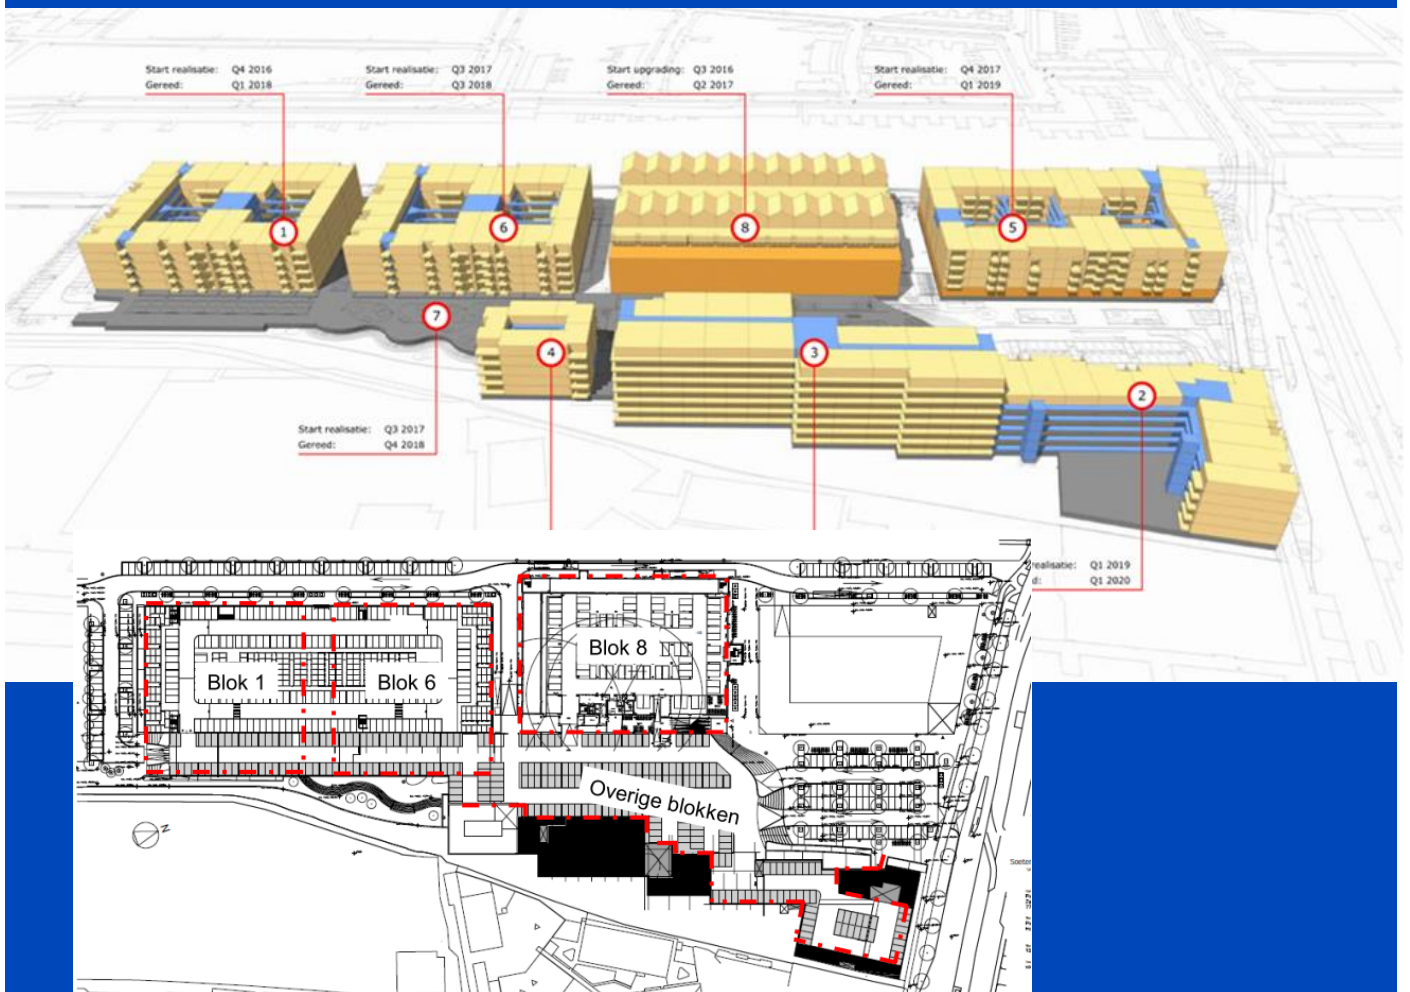 Start realisatie: Q4 2016
Gereed: Q1 2018
Start realisatie: Q3 2017
Gereed: Q3 2018
Start upgrading: Q3 2016
Gereed: Q2 2017
Start realisatie: Q4 2017
Gereed: Q1 2019
1
6
8
5
7
4
3
2
Start realisatie: Q3 2017
Gereed: Q4 2018
ealisatie: Q1 2019
d: Q1 2020
Blok 1
Blok 6
Blok 8
Overige blokken
N
Soeter